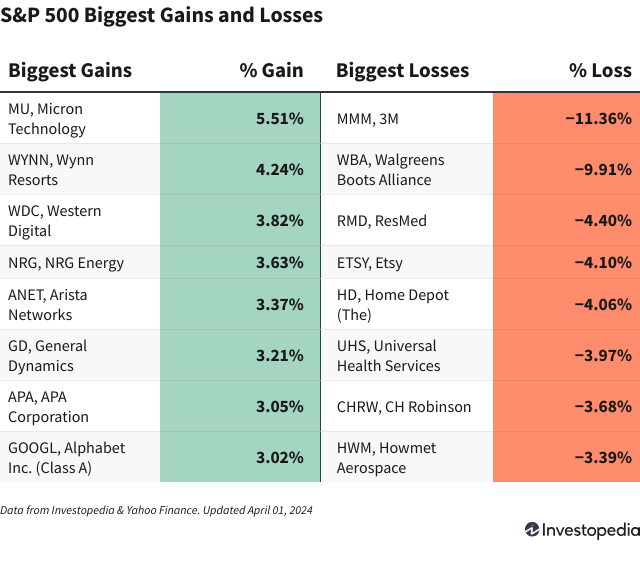 S&P 500 Biggest Gains and Losses
Biggest Gains % Gain Biggest Losses % Loss
MU, Micron
Technology
5.51%
MMM, 3M
−11.36%
WYNN, Wynn
Resorts
4.24%
WBA, Walgreens
Boots Alliance
−9.91%
WDC, Western
Digital
3.82%
RMD, ResMed
−4.40%
NRG, NRG Energy
3.63%
ETSY, Etsy
−4.10%
ANET, Arista
Networks
3.37%
HD, Home Depot
(The)
−4.06%
GD, General
Dynamics
3.21%
UHS, Universal
Health Services
−3.97%
APA, APA
Corporation
3.05%
CHRW, CH Robinson
−3.68%
GOOGL, Alphabet
Inc. (Class A)
3.02%
HWM, Howmet
Aerospace
−3.39%
Data from Investopedia & Yahoo Finance. Updated April 01, 2024
Investopedia